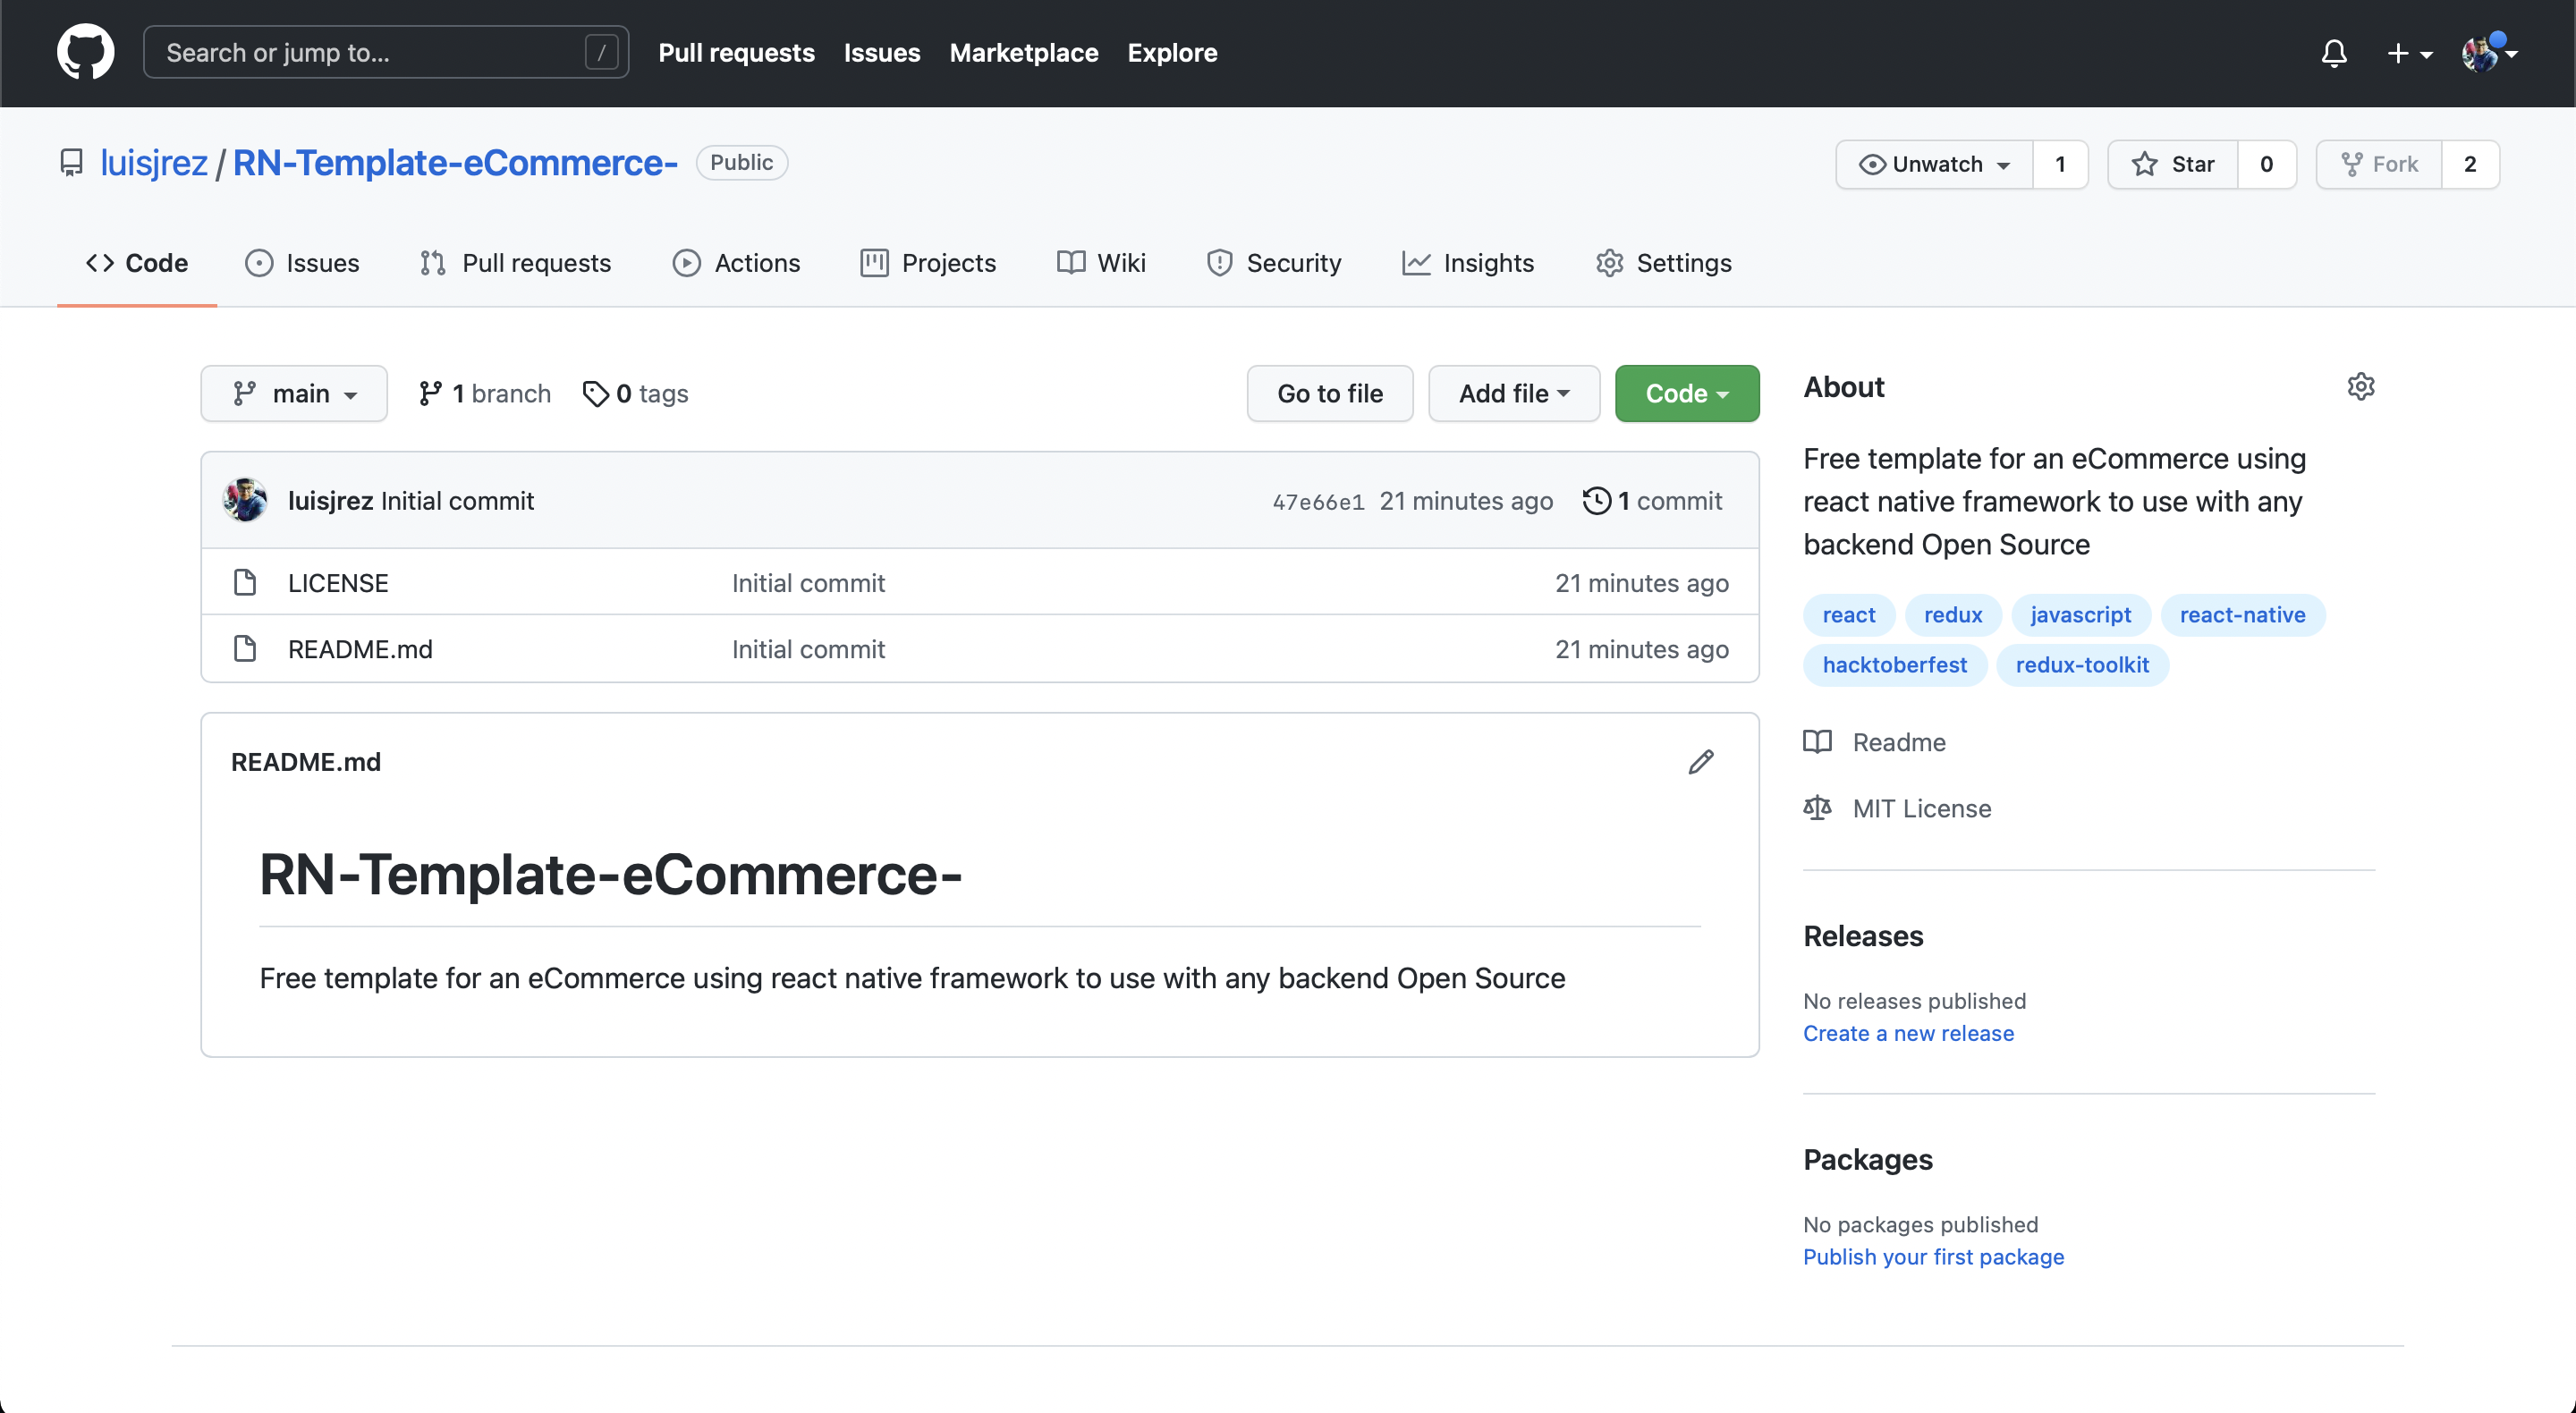 Search or jump to... /
Pull requests Issues Marketplace Explore
luisjrez / RN-Template-eCommerce- Public
Unwatch 1 Star 0 Fork 2
Code Issues Pull requests Actions Projects Wiki Security Insights Settings
main 1 branch 0 tags Go to file Add file Code
luisjrez Initial commit 47e66e1 21 minutes ago 1 commit
LICENSE Initial commit 21 minutes ago
README.md Initial commit 21 minutes ago
README.md
RN-Template-eCommerce-
Free template for an eCommerce using react native framework to use with any backend Open Source
About
Free template for an eCommerce using
react native framework to use with any
backend Open Source
react redux javascript react-native
hacktoberfest redux-toolkit
Readme
MIT License
Releases
No releases published
Create a new release
Packages
No packages published
Publish your first package